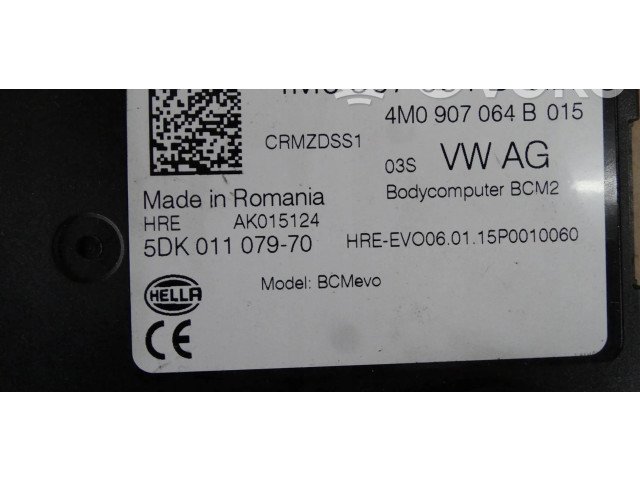 4M0 907 064 B 015
CRMZDSS1
03S VW AG
Made in Romania
Bodycomputer BCM2
HRE AK015124
5DK 011 079-70
HRE-EVO06.01.15P0010060
Model: BCMevo
HELLA
CE